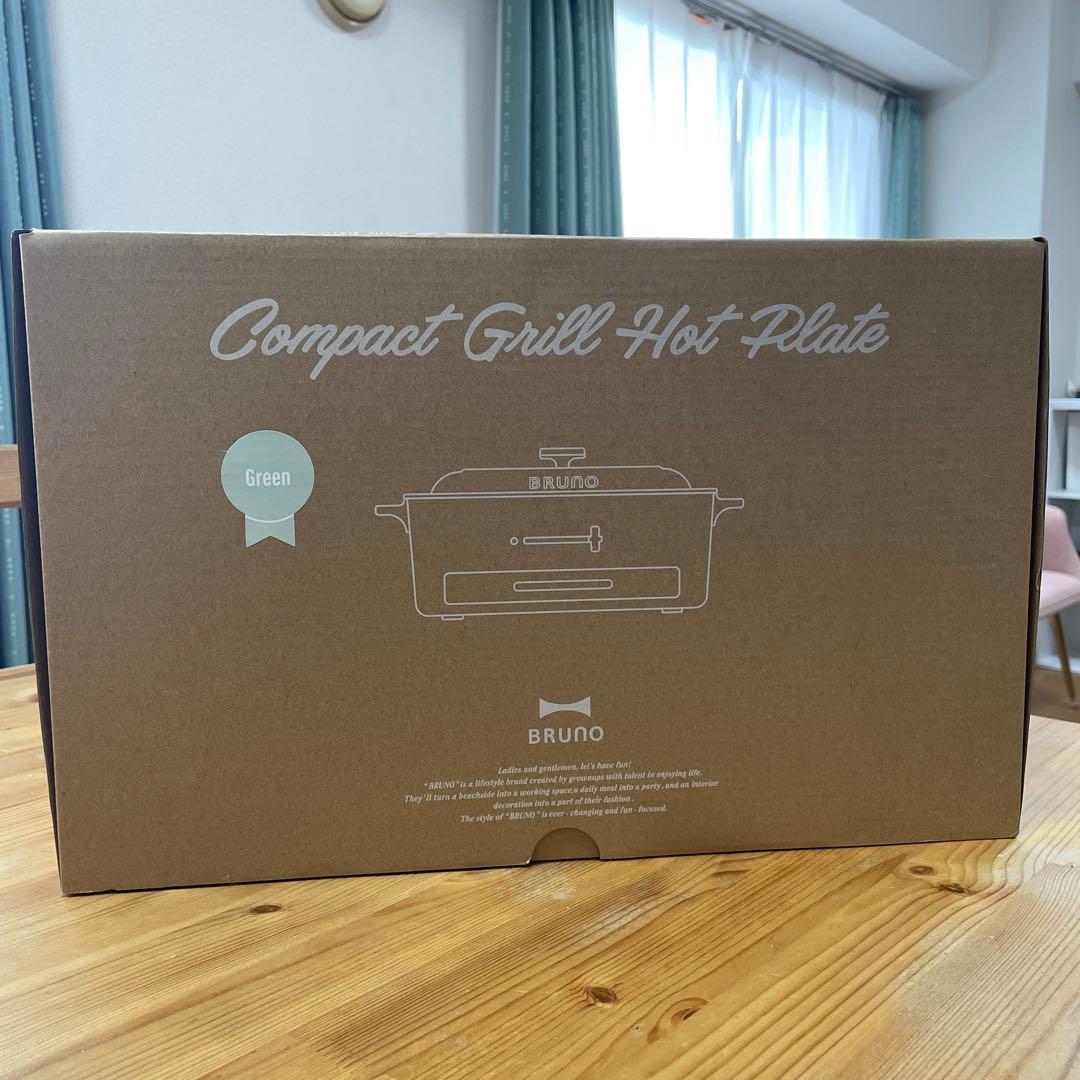 Compact Grill Hot Plate
Green
BRUNO
BRUNO
Ladies and gentlemen, let's have fun!
"BRUNO" is a lifestyle brand created by grownups with talent in enjoying life.
They'll turn a beachside into a working space,a daily meal into a party, and an interior
decoration into a part of their fashion.
The style of "BRUNO" is ever - changing and fun - focused.